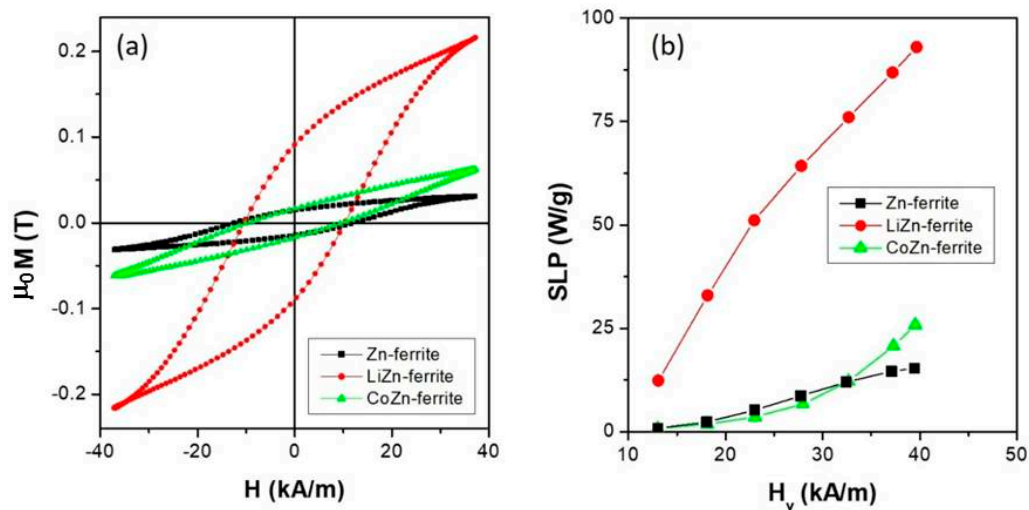 (a)
0.2
0.1
0.0
-0.1
-0.2
μ₀M (T)
-40 -20 0 20 40
H (kA/m)
Zn-ferrite
LiZn-ferrite
CoZn-ferrite
(b)
100
75
50
25
0
SLP (W/g)
10 20 30 40 50
Hᵥ (kA/m)
Zn-ferrite
LiZn-ferrite
CoZn-ferrite